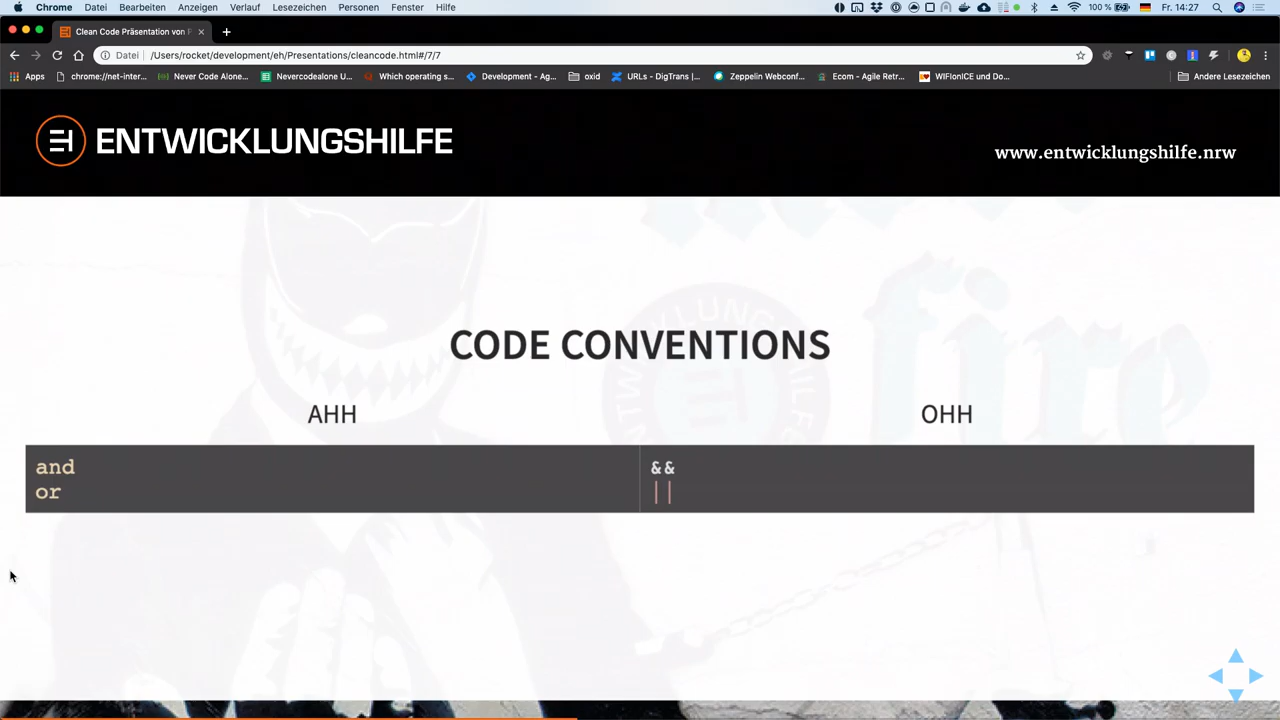 Chrome Datei Bearbeiten Anzeigen Verlauf Lesezeichen Personen Fenster Hilfe 100 % Fr. 14:27
Clean Code Präsentation von
Datei /Users/rocket/development/eh/Presentations/cleancode.html#/7/7
Apps chrome://net-inter... Never Code Alone... Nevercodealone U... Which operating s... Development - Ag... oxid URLs - DigTrans |... Zeppelin Webconf... Ecom - Agile Retr... WIFIonICE und Do... Andere Lesezeichen
ENTWICKLUNGSHILFE
www.entwicklungshilfe.nrw
CODE CONVENTIONS
AHH OHH
and &&
or ||
fire